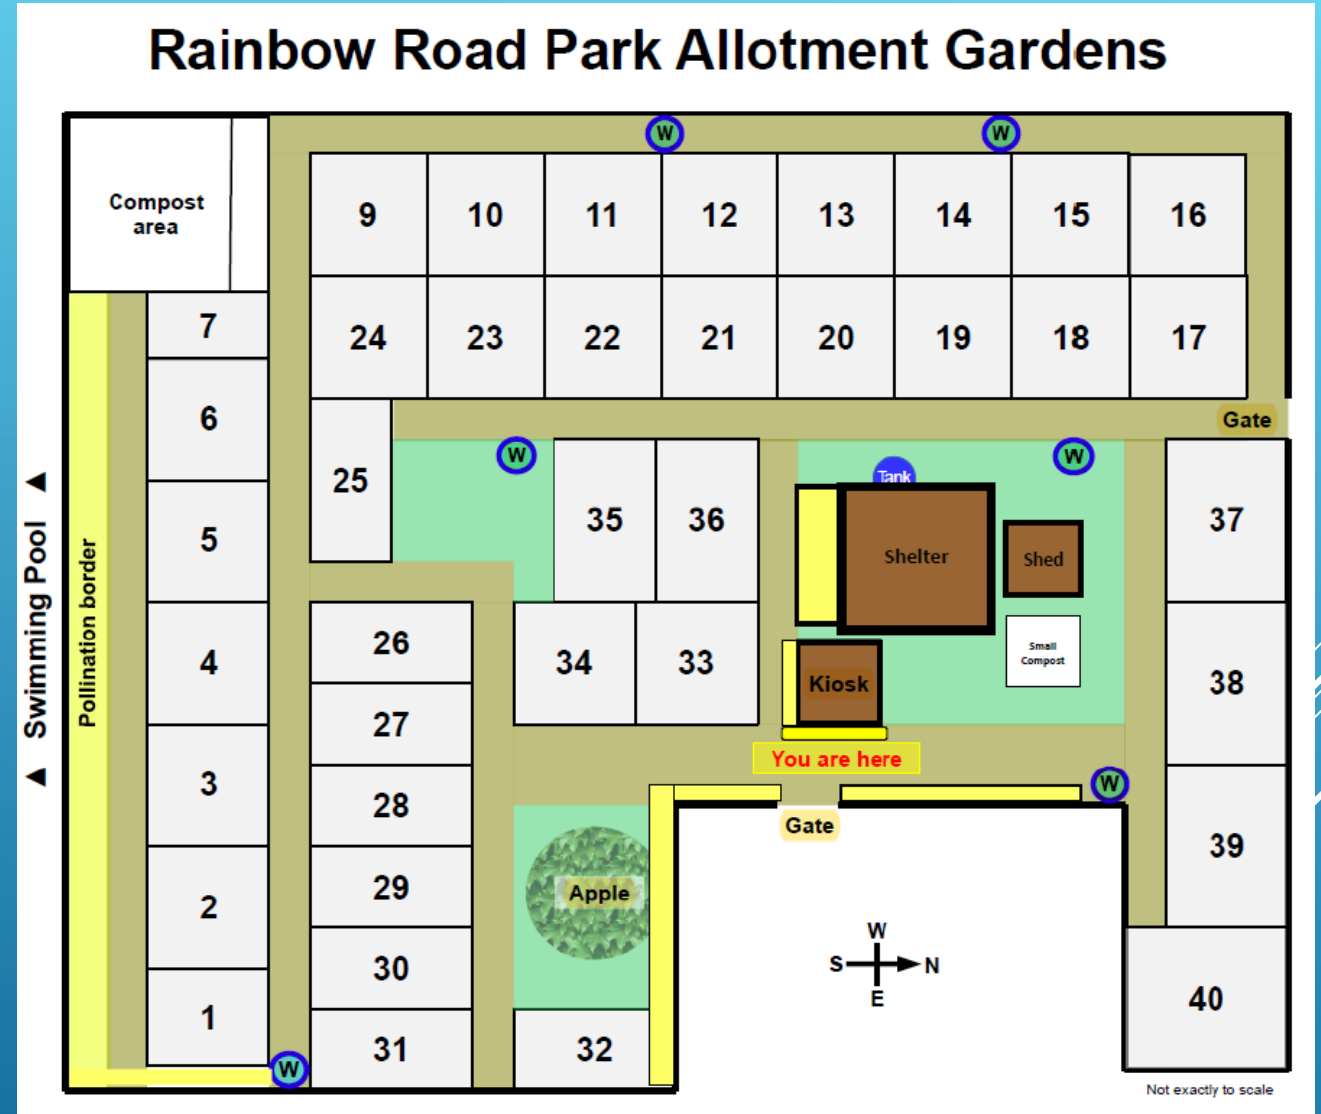 Rainbow Road Park Allotment Gardens
W
W
Compost
area
9
10
11
12
13
14
15
16
7
24
23
22
21
20
19
18
17
6
Gate
25
W
W
Tank
5
35
36
37
Shelter
Shed
◄ Swimming Pool ◄
Pollination border
4
26
34
33
Small
Compost
38
Kiosk
27
You are here
3
28
W
Gate
39
2
29
Apple
W
S
N
E
30
40
1
31
32
W
Not exactly to scale